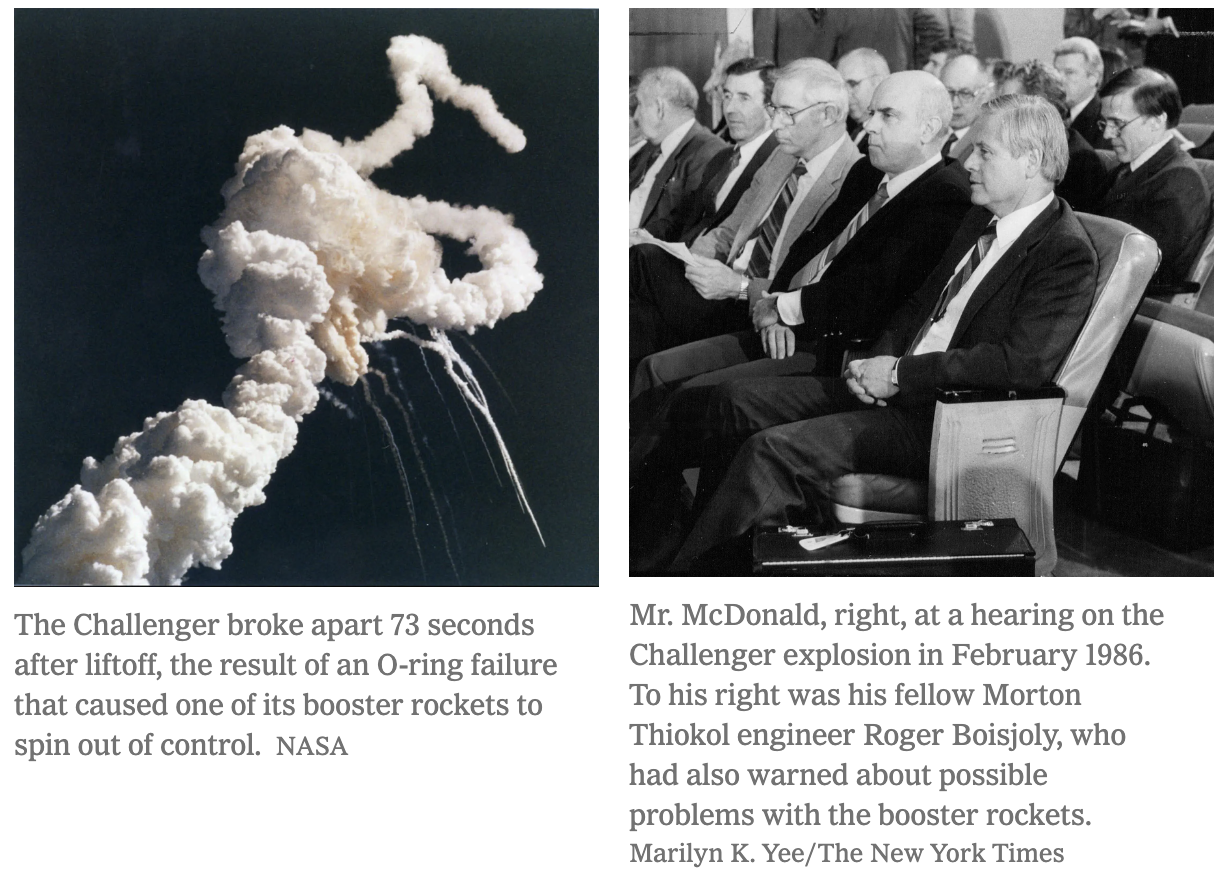 The Challenger broke apart 73 seconds
after liftoff, the result of an O-ring failure
that caused one of its booster rockets to
spin out of control. NASA
Mr. McDonald, right, at a hearing on the
Challenger explosion in February 1986.
To his right was his fellow Morton
Thiokol engineer Roger Boisjoly, who
had also warned about possible
problems with the booster rockets.
Marilyn K. Yee/The New York Times